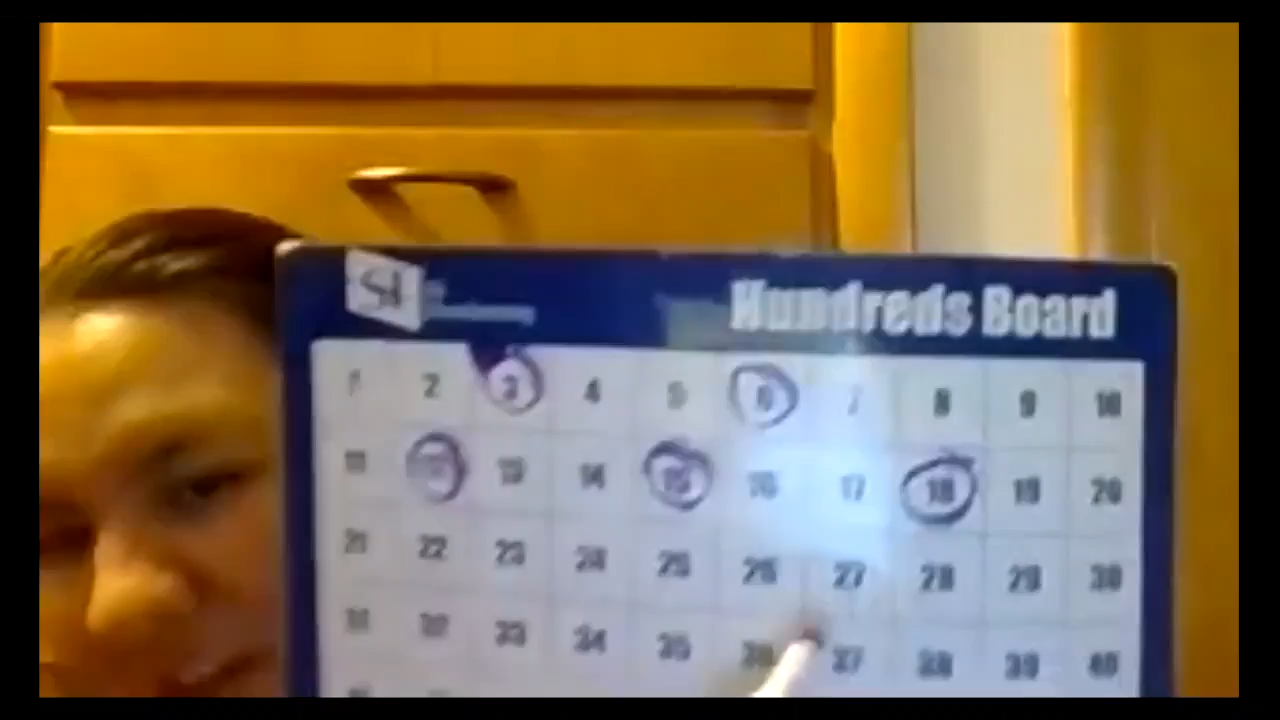 Hundreds Board
1 2 3 4 5 6 7 8 9 10
11 12 13 14 15 16 17 18 19 20
21 22 23 24 25 26 27 28 29 30
31 32 33 34 35 36 37 38 39 40